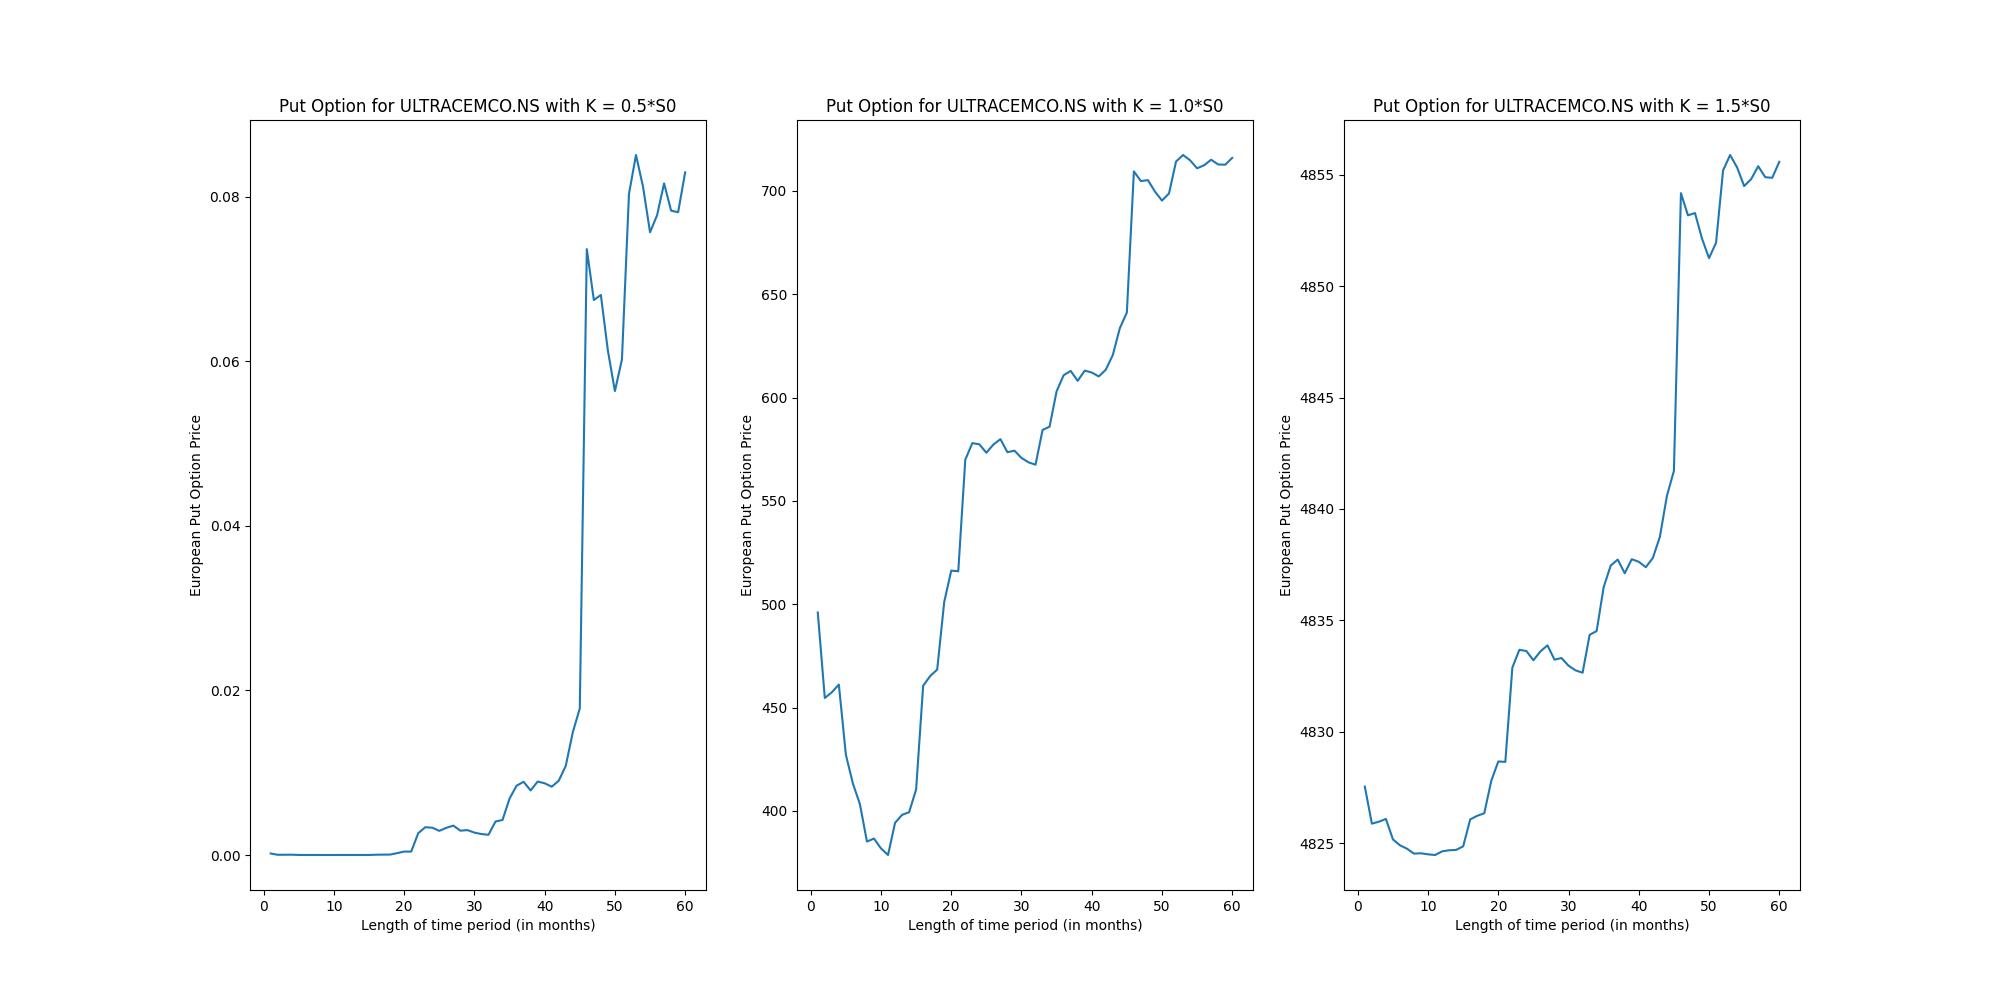 Put Option for ULTRACEMCO.NS with K = 0.5*S0
European Put Option Price
0.08
0.06
0.04
0.02
0.00
0 10 20 30 40 50 60
Length of time period (in months)
Put Option for ULTRACEMCO.NS with K = 1.0*S0
European Put Option Price
700
650
600
550
500
450
400
0 10 20 30 40 50 60
Length of time period (in months)
Put Option for ULTRACEMCO.NS with K = 1.5*S0
European Put Option Price
4855
4850
4845
4840
4835
4830
4825
0 10 20 30 40 50 60
Length of time period (in months)